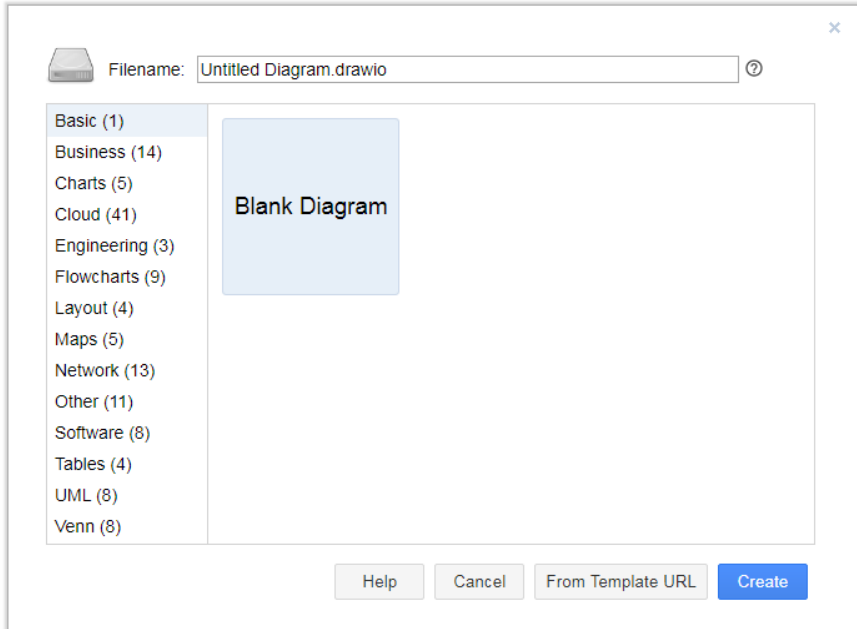 ×
Filename: Untitled Diagram.drawio ?
Basic (1)
Business (14)
Charts (5)
Cloud (41)
Engineering (3)
Flowcharts (9)
Layout (4)
Maps (5)
Network (13)
Other (11)
Software (8)
Tables (4)
UML (8)
Venn (8)
Blank Diagram
Help Cancel From Template URL Create